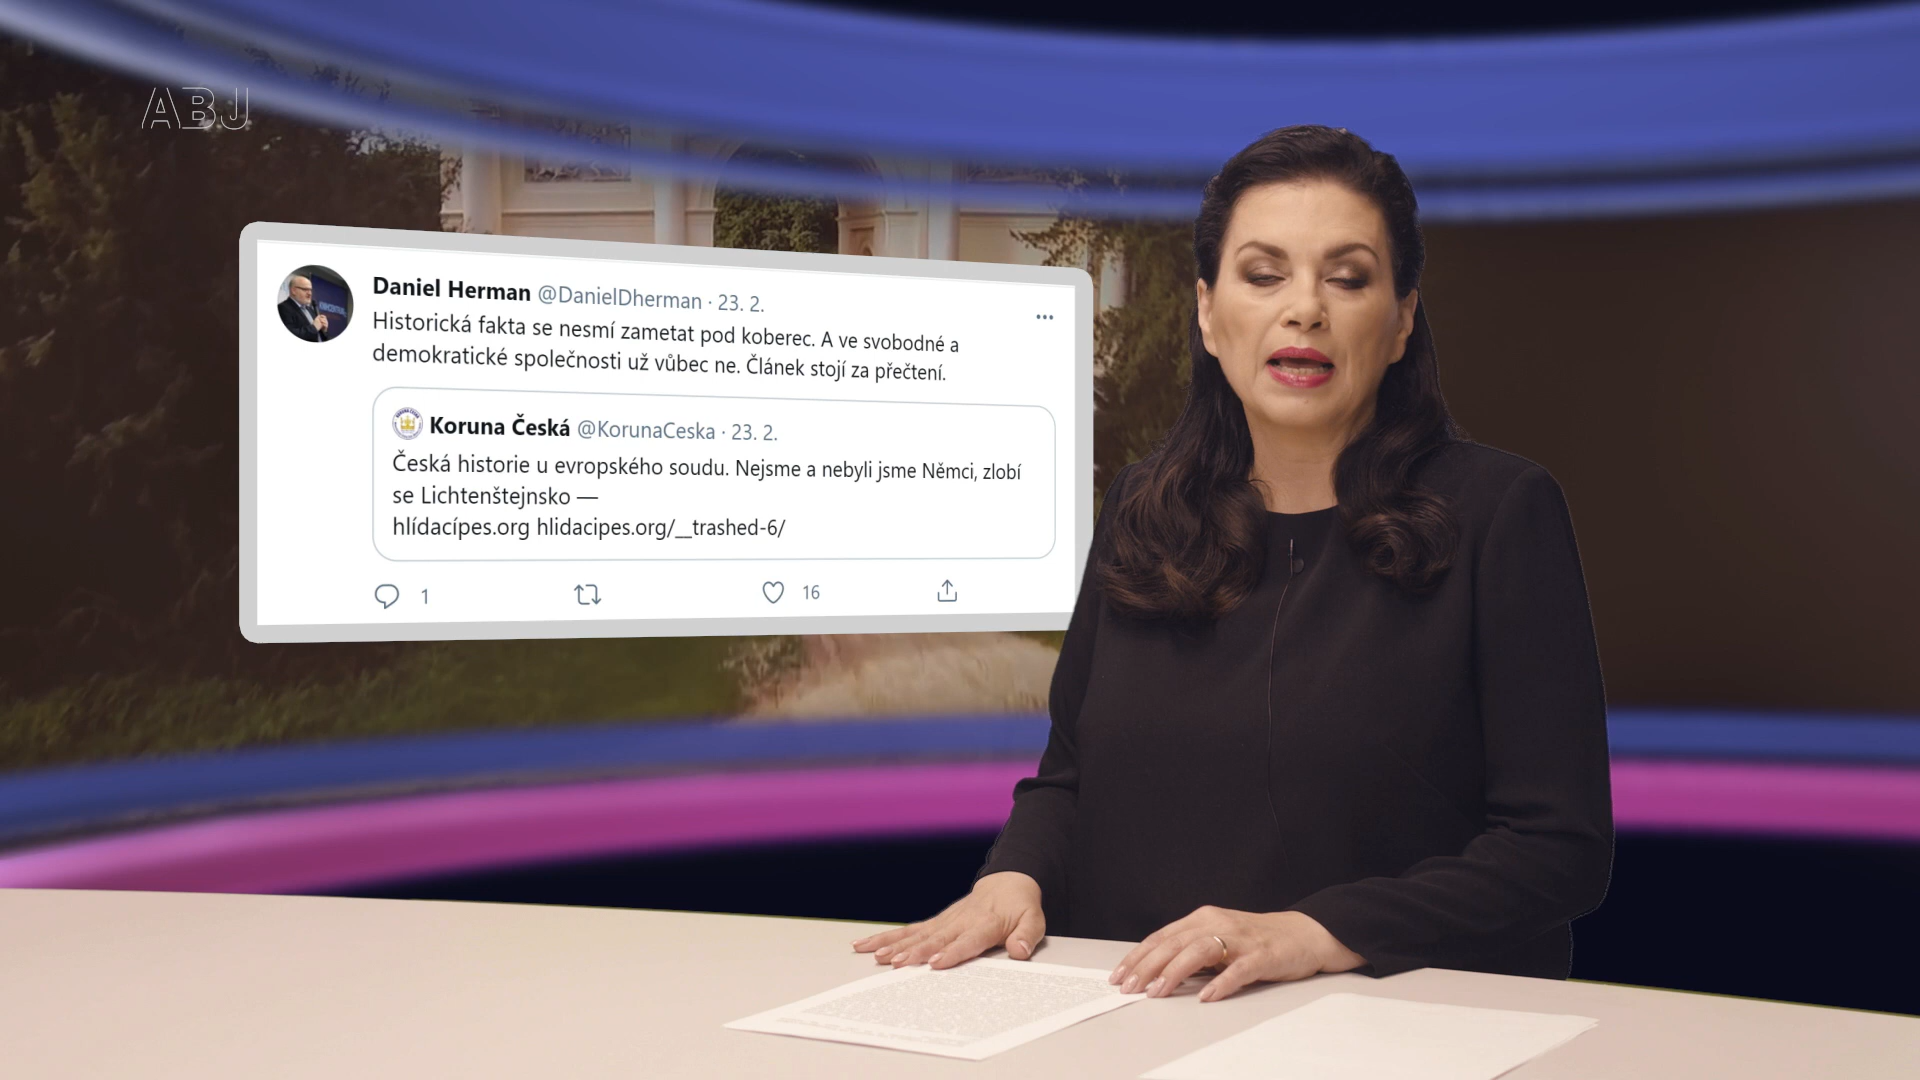 ABJ
Daniel Herman @DanielDherman · 23. 2.
Historická fakta se nesmí zametat pod koberec. A ve svobodné a
demokratické společnosti už vůbec ne. Článek stojí za přečtení.
Koruna Česká @KorunaCeska · 23. 2.
Česká historie u evropského soudu. Nejsme a nebyli jsme Němci, zlobí
se Lichtenštejnsko —
hlídacípes.org hlidacipes.org/__trashed-6/
1 16